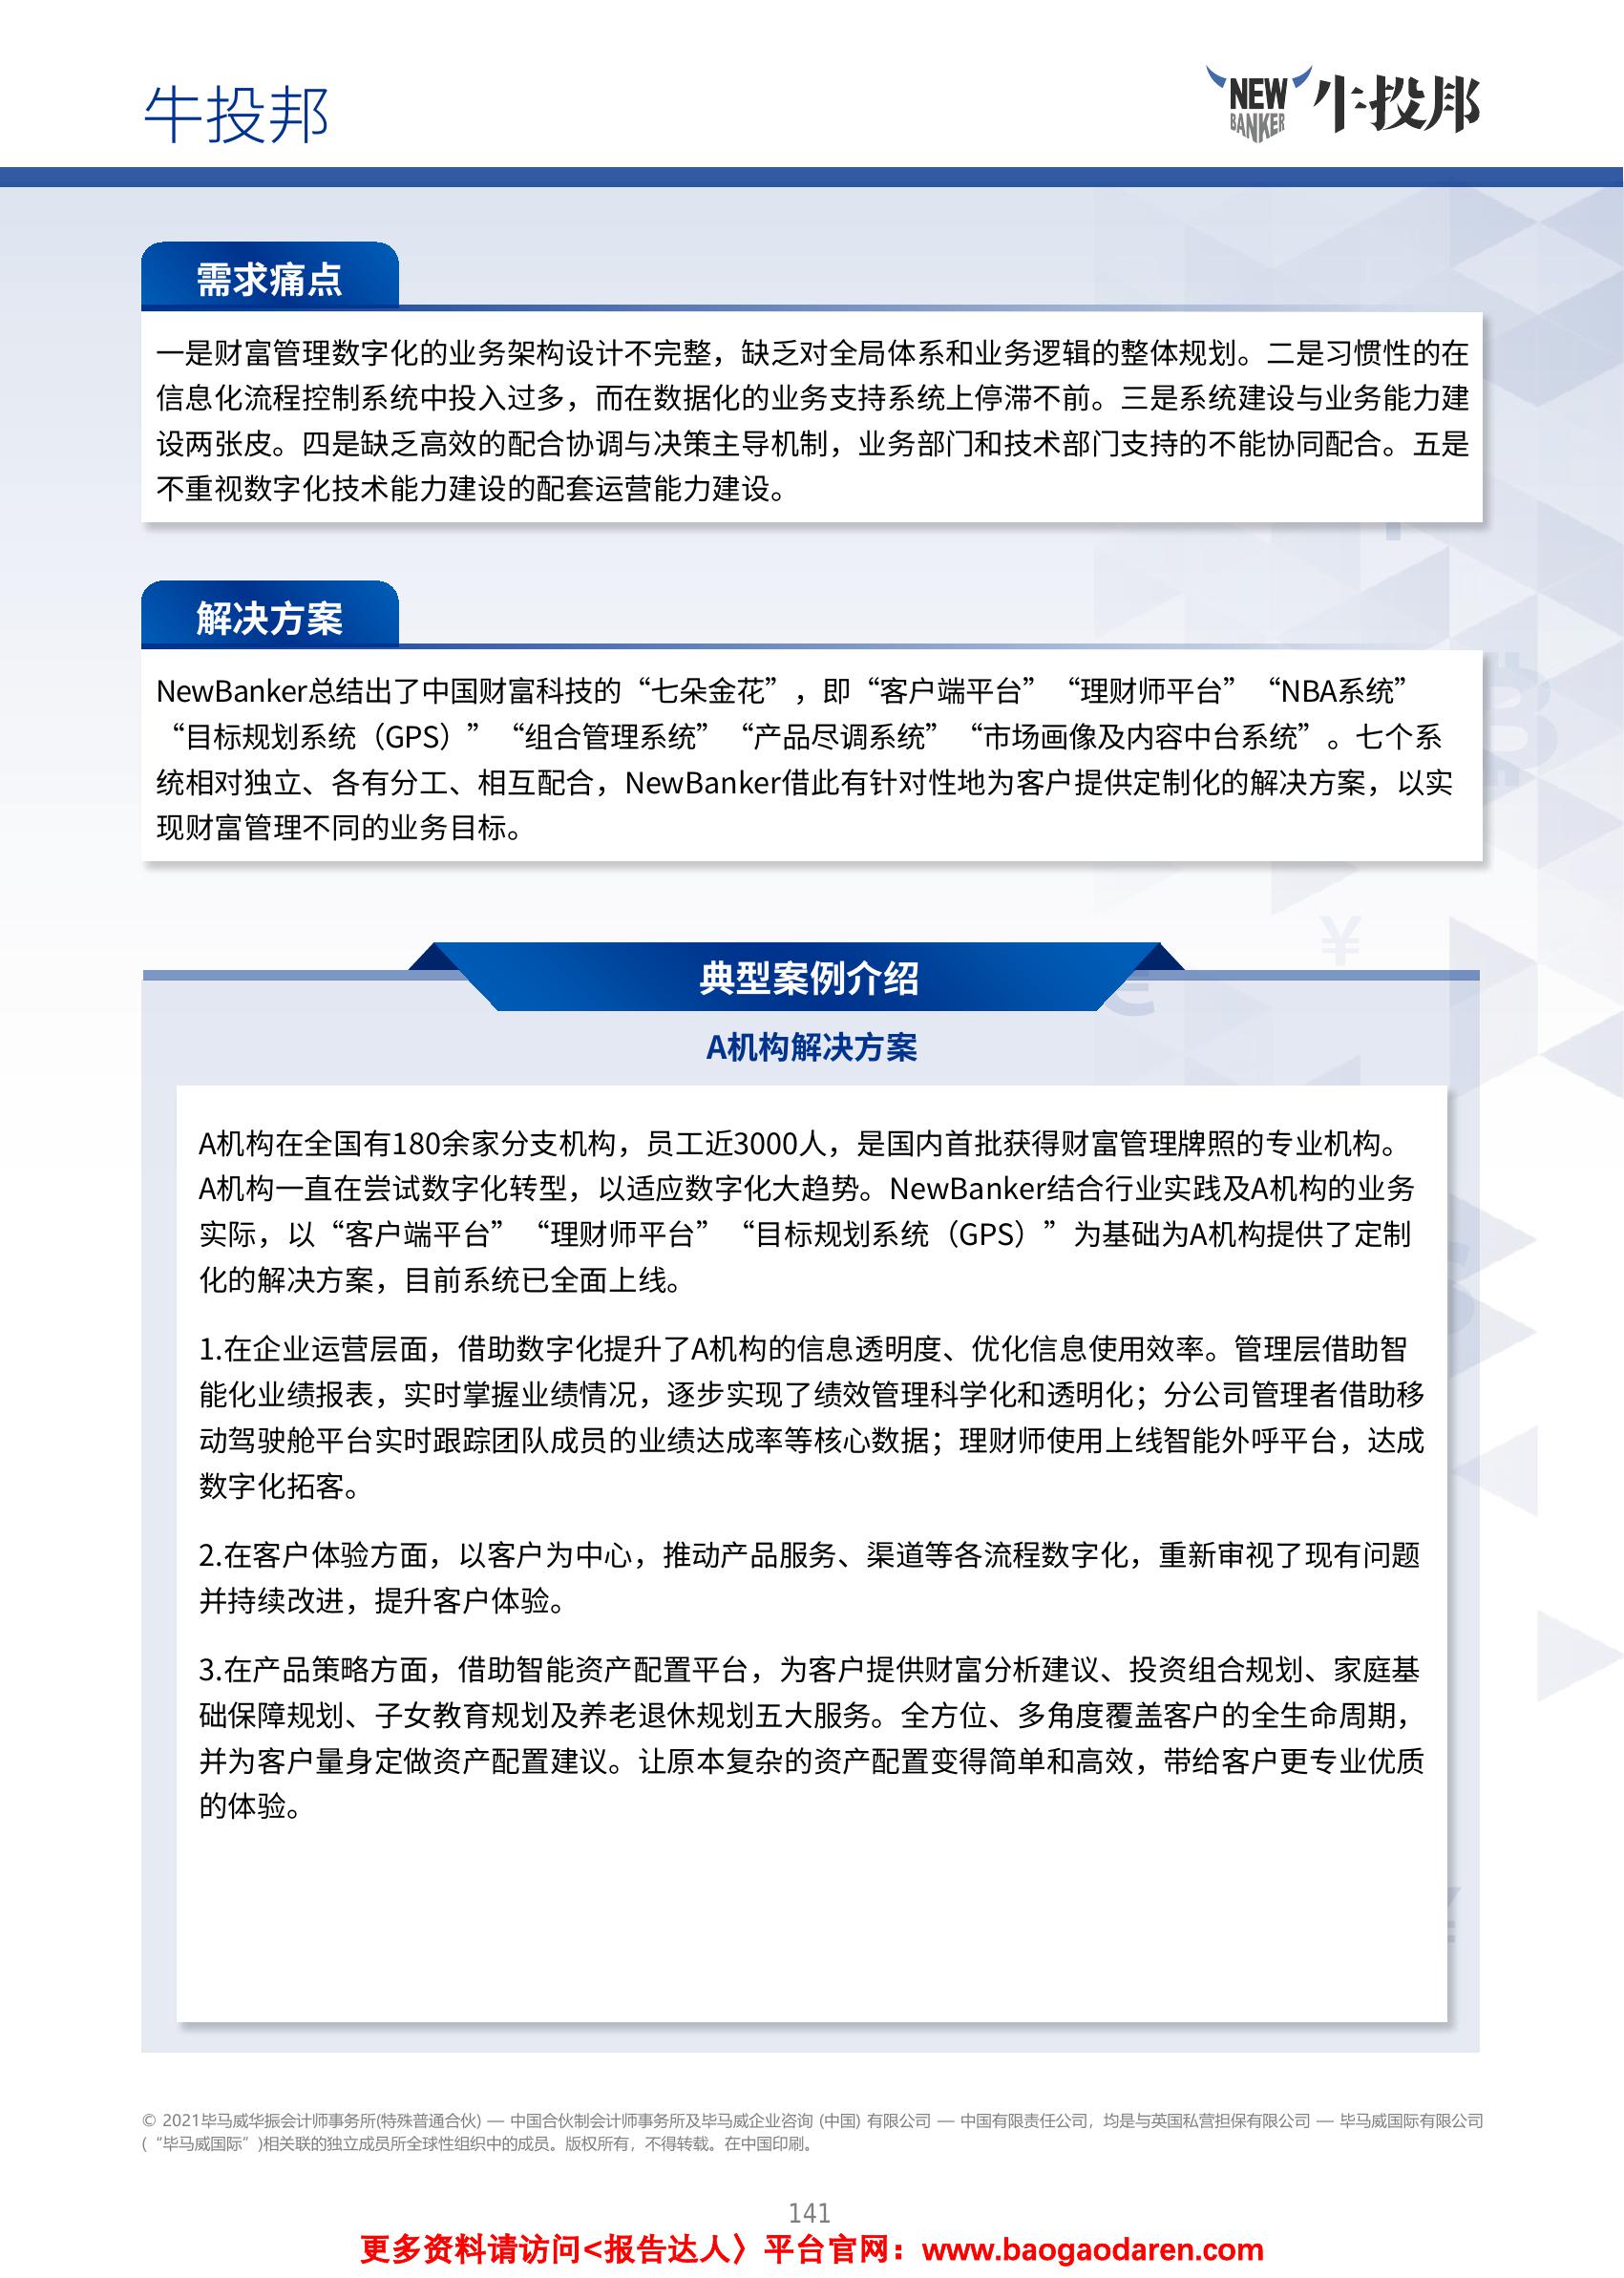 牛投邦
NEW
BANKER
牛投邦
需求痛点
一是财富管理数字化的业务架构设计不完整，缺乏对全局体系和业务逻辑的整体规划。二是习惯性的在
信息化流程控制系统中投入过多，而在数据化的业务支持系统上停滞不前。三是系统建设与业务能力建
设两张皮。四是缺乏高效的配合协调与决策主导机制，业务部门和技术部门支持的不能协同配合。五是
不重视数字化技术能力建设的配套运营能力建设。
解决方案
NewBanker总结出了中国财富科技的“七朵金花”，即“客户端平台”“理财师平台”“NBA系统”
“目标规划系统（GPS）”“组合管理系统”“产品尽调系统”“市场画像及内容中台系统”。七个系
统相对独立、各有分工、相互配合，NewBanker借此有针对性地为客户提供定制化的解决方案，以实
现财富管理不同的业务目标。
典型案例介绍
A机构解决方案
A机构在全国有180余家分支机构，员工近3000人，是国内首批获得财富管理牌照的专业机构。
A机构一直在尝试数字化转型，以适应数字化大趋势。NewBanker结合行业实践及A机构的业务
实际，以“客户端平台”“理财师平台”“目标规划系统（GPS）”为基础为A机构提供了定制
化的解决方案，目前系统已全面上线。
1.在企业运营层面，借助数字化提升了A机构的信息透明度、优化信息使用效率。管理层借助智
能化业绩报表，实时掌握业绩情况，逐步实现了绩效管理科学化和透明化；分公司管理者借助移
动驾驶舱平台实时跟踪团队成员的业绩达成率等核心数据；理财师使用上线智能外呼平台，达成
数字化拓客。
2.在客户体验方面，以客户为中心，推动产品服务、渠道等各流程数字化，重新审视了现有问题
并持续改进，提升客户体验。
3.在产品策略方面，借助智能资产配置平台，为客户提供财富分析建议、投资组合规划、家庭基
础保障规划、子女教育规划及养老退休规划五大服务。全方位、多角度覆盖客户的全生命周期，
并为客户量身定做资产配置建议。让原本复杂的资产配置变得简单和高效，带给客户更专业优质
的体验。
© 2021毕马威华振会计师事务所(特殊普通合伙) — 中国合伙制会计师事务所及毕马威企业咨询 (中国) 有限公司 — 中国有限责任公司，均是与英国私营担保有限公司 — 毕马威国际有限公司
(“毕马威国际”)相关联的独立成员所全球性组织中的成员。版权所有，不得转载。在中国印刷。
141
更多资料请访问<报告达人〉平台官网：www.baogaodaren.com